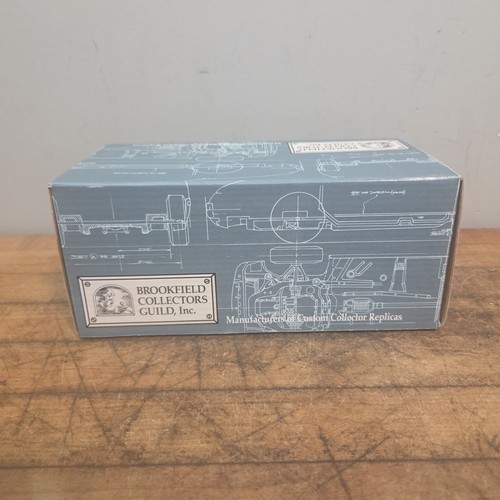 BROOKFIELD
COLLECTORS
GUILD, Inc.
Manufacturers of Custom Collector Replicas